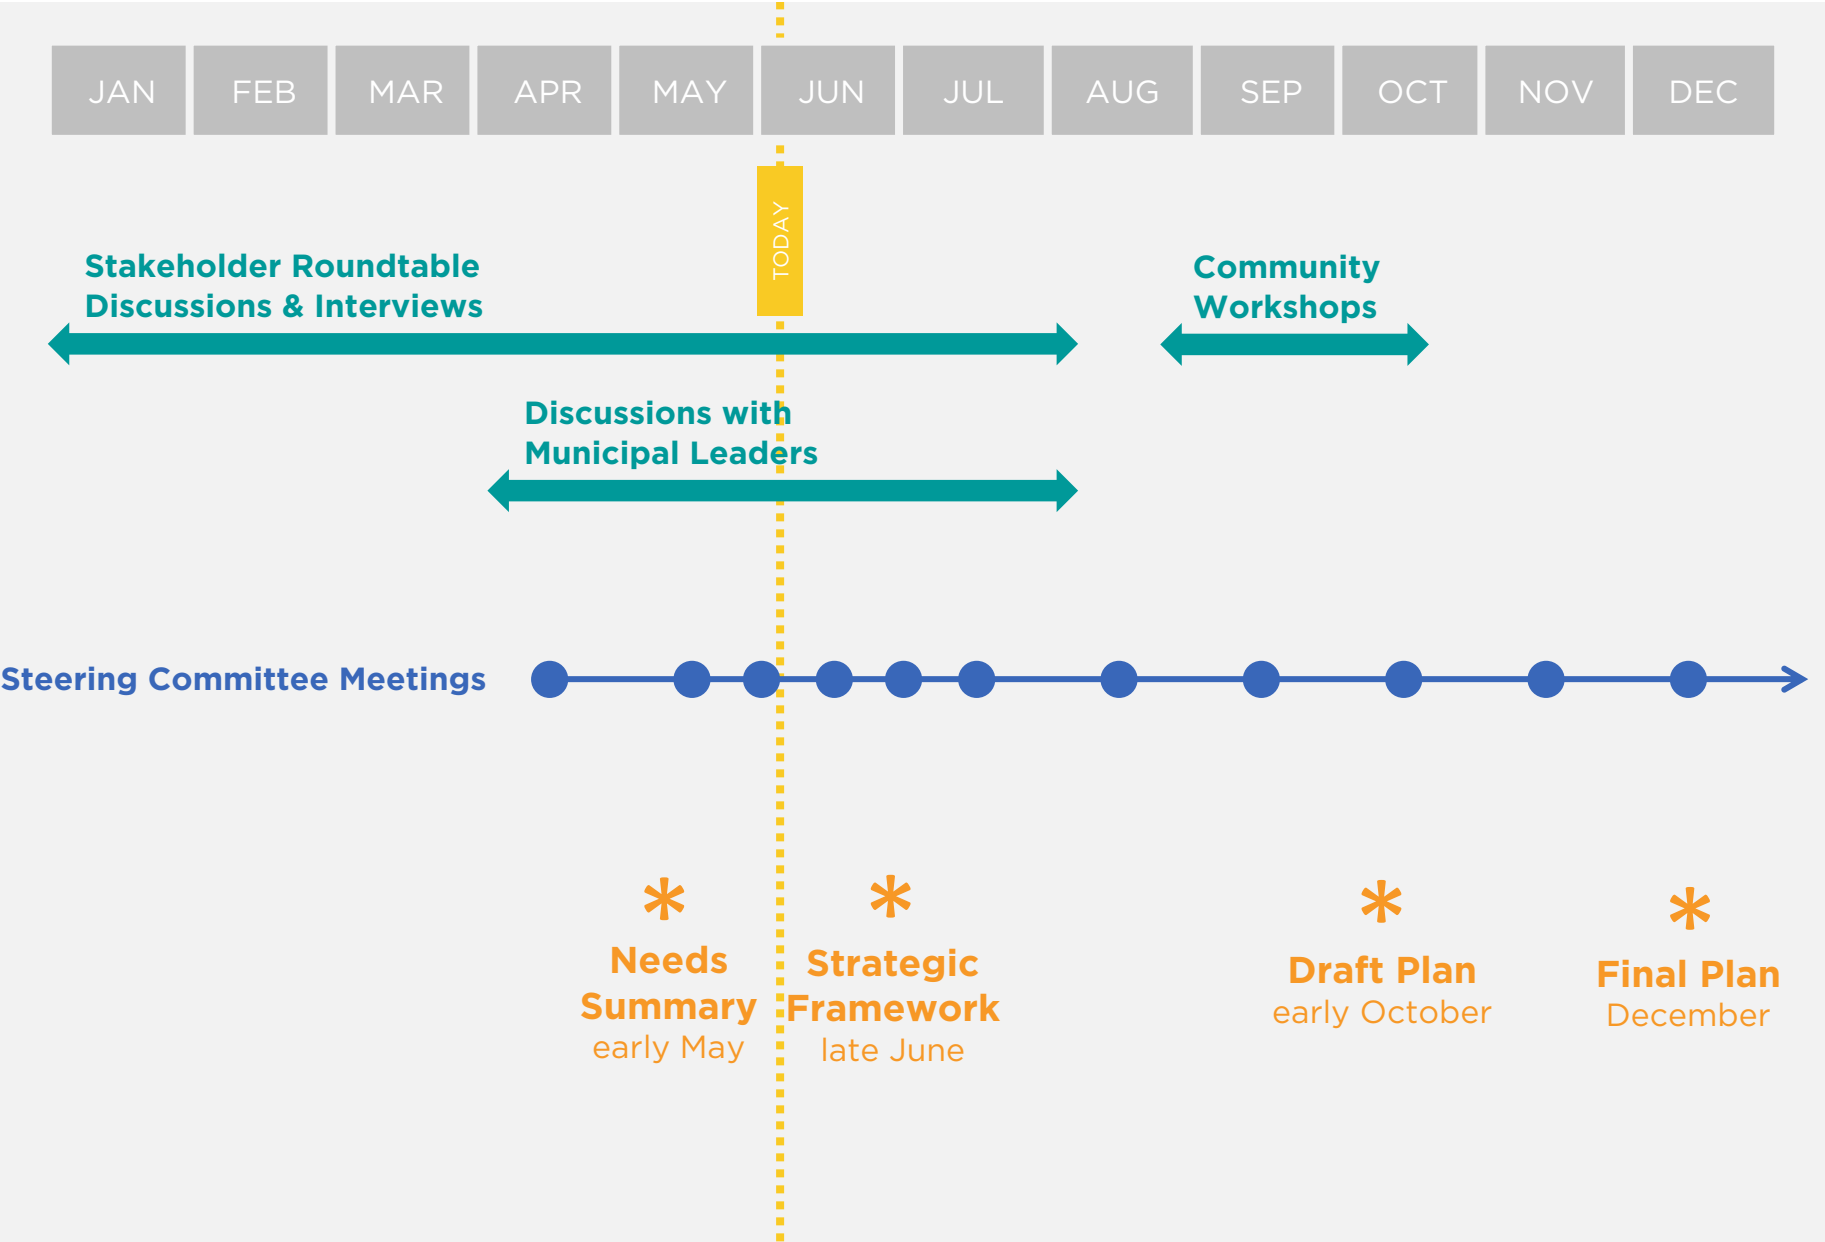 JAN FEB MAR APR MAY JUN JUL AUG SEP OCT NOV DEC
TODAY
Stakeholder Roundtable
Discussions & Interviews
Community
Workshops
Discussions with
Municipal Leaders
Steering Committee Meetings
*
Needs
Summary
early May
*
Strategic
Framework
late June
*
Draft Plan
early October
*
Final Plan
December